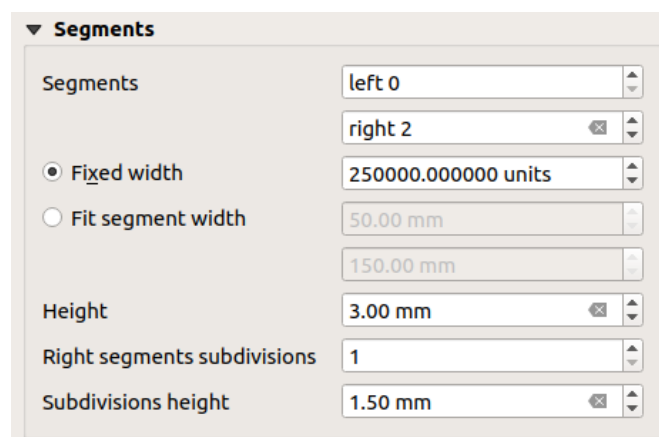 Segments
Segments left 0
right 2
Fixed width 250000.000000 units
Fit segment width 50.00 mm
150.00 mm
Height 3.00 mm
Right segments subdivisions 1
Subdivisions height 1.50 mm